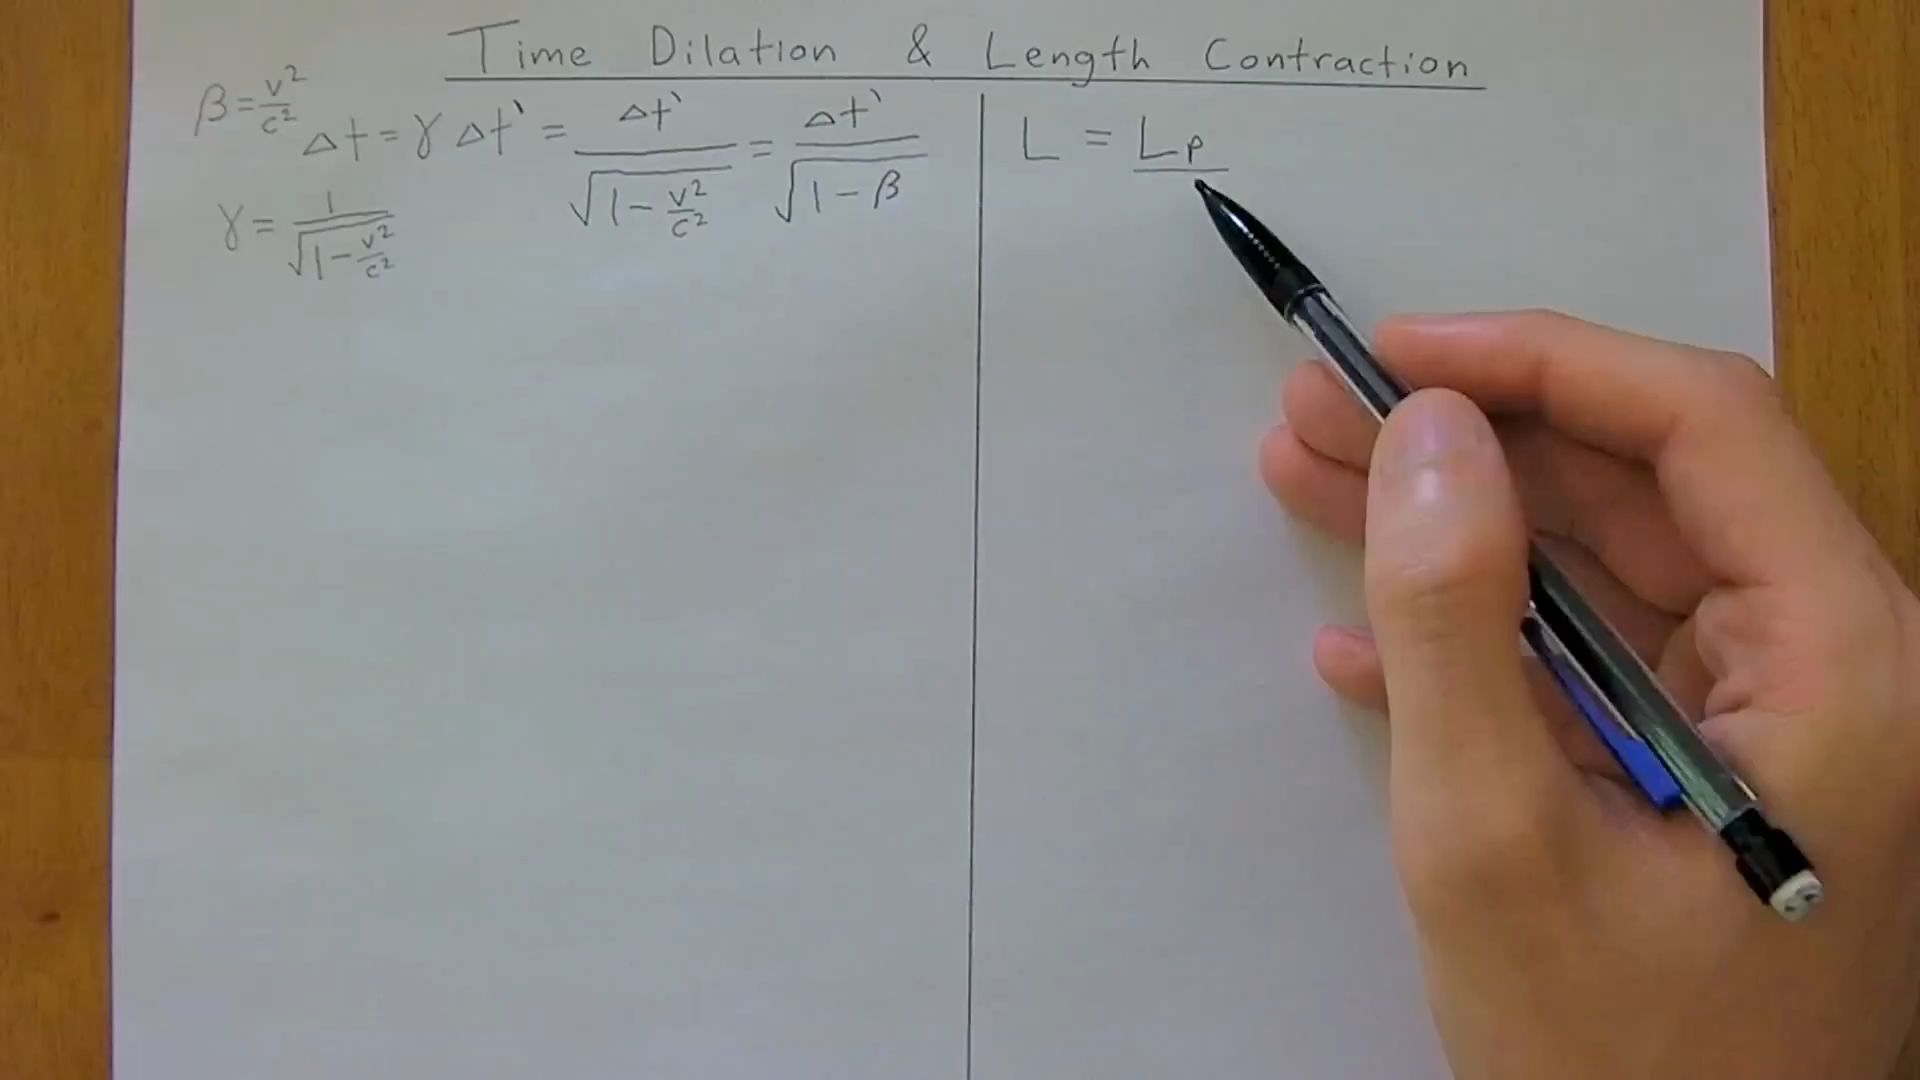 Time Dilation & Length Contraction
β = v²/c²
Δt = γ Δt' = Δt'/√(1 - v²/c²) = Δt'/√(1 - β)
γ = 1/√(1 - v²/c²)
L = Lp